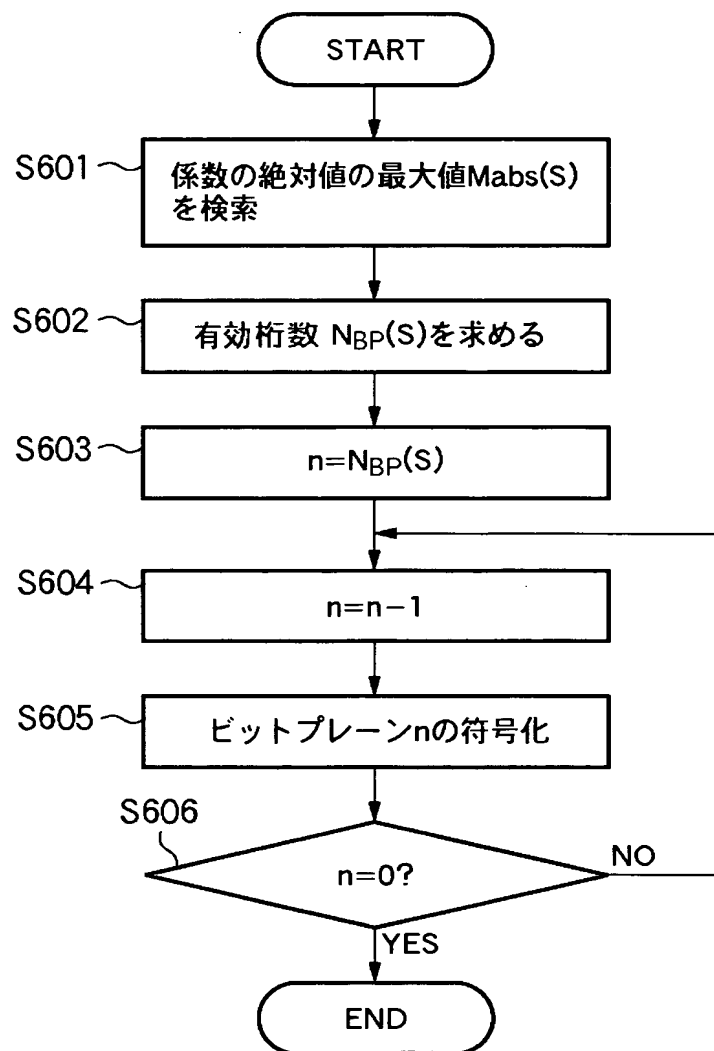 START
S601
係数の絶対値の最大値Mabs(S)
を検索
S602
有効桁数 NBP(S)を求める
S603
n=NBP(S)
S604
n=n-1
S605
ビットプレーンnの符号化
S606
n=0?
NO
YES
END